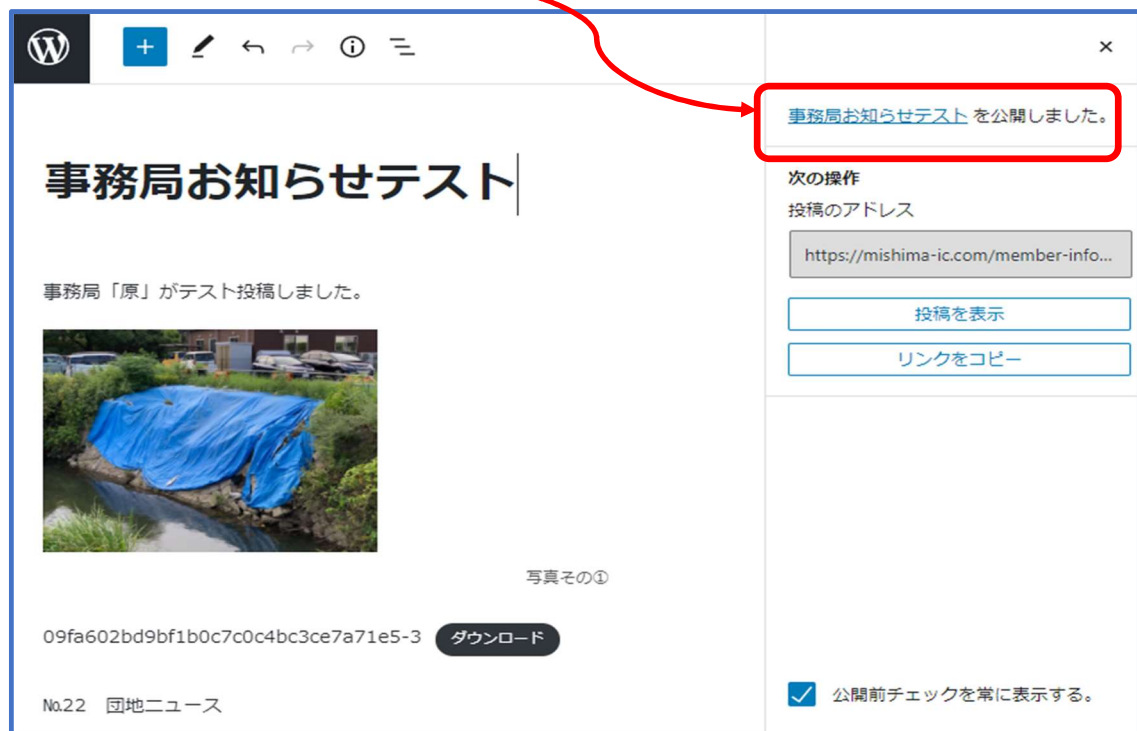 事務局お知らせテスト を公開しました。
事務局お知らせテスト
次の操作
投稿のアドレス
https://mishima-ic.com/member-info...
事務局「原」がテスト投稿しました。
投稿を表示
リンクをコピー
写真その①
09fa602bd9bf1b0c7c0c4bc3ce7a71e5-3 ダウンロード
公開前チェックを常に表示する。
№22　団地ニュース